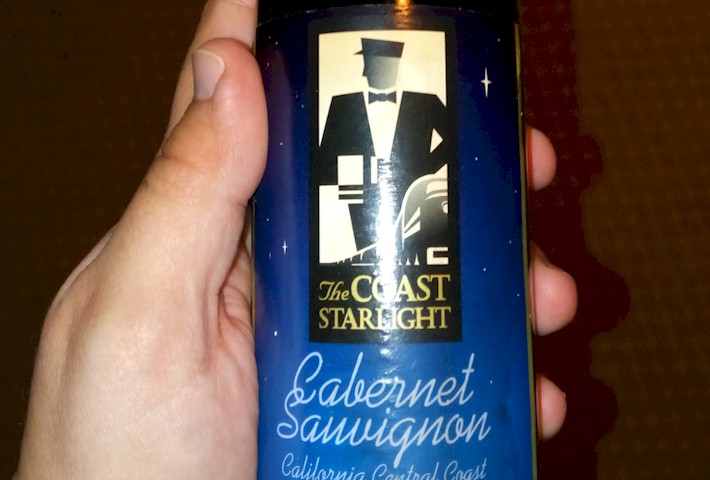 The COAST
STARLIGHT
Cabernet
Sauvignon
California Central Coast